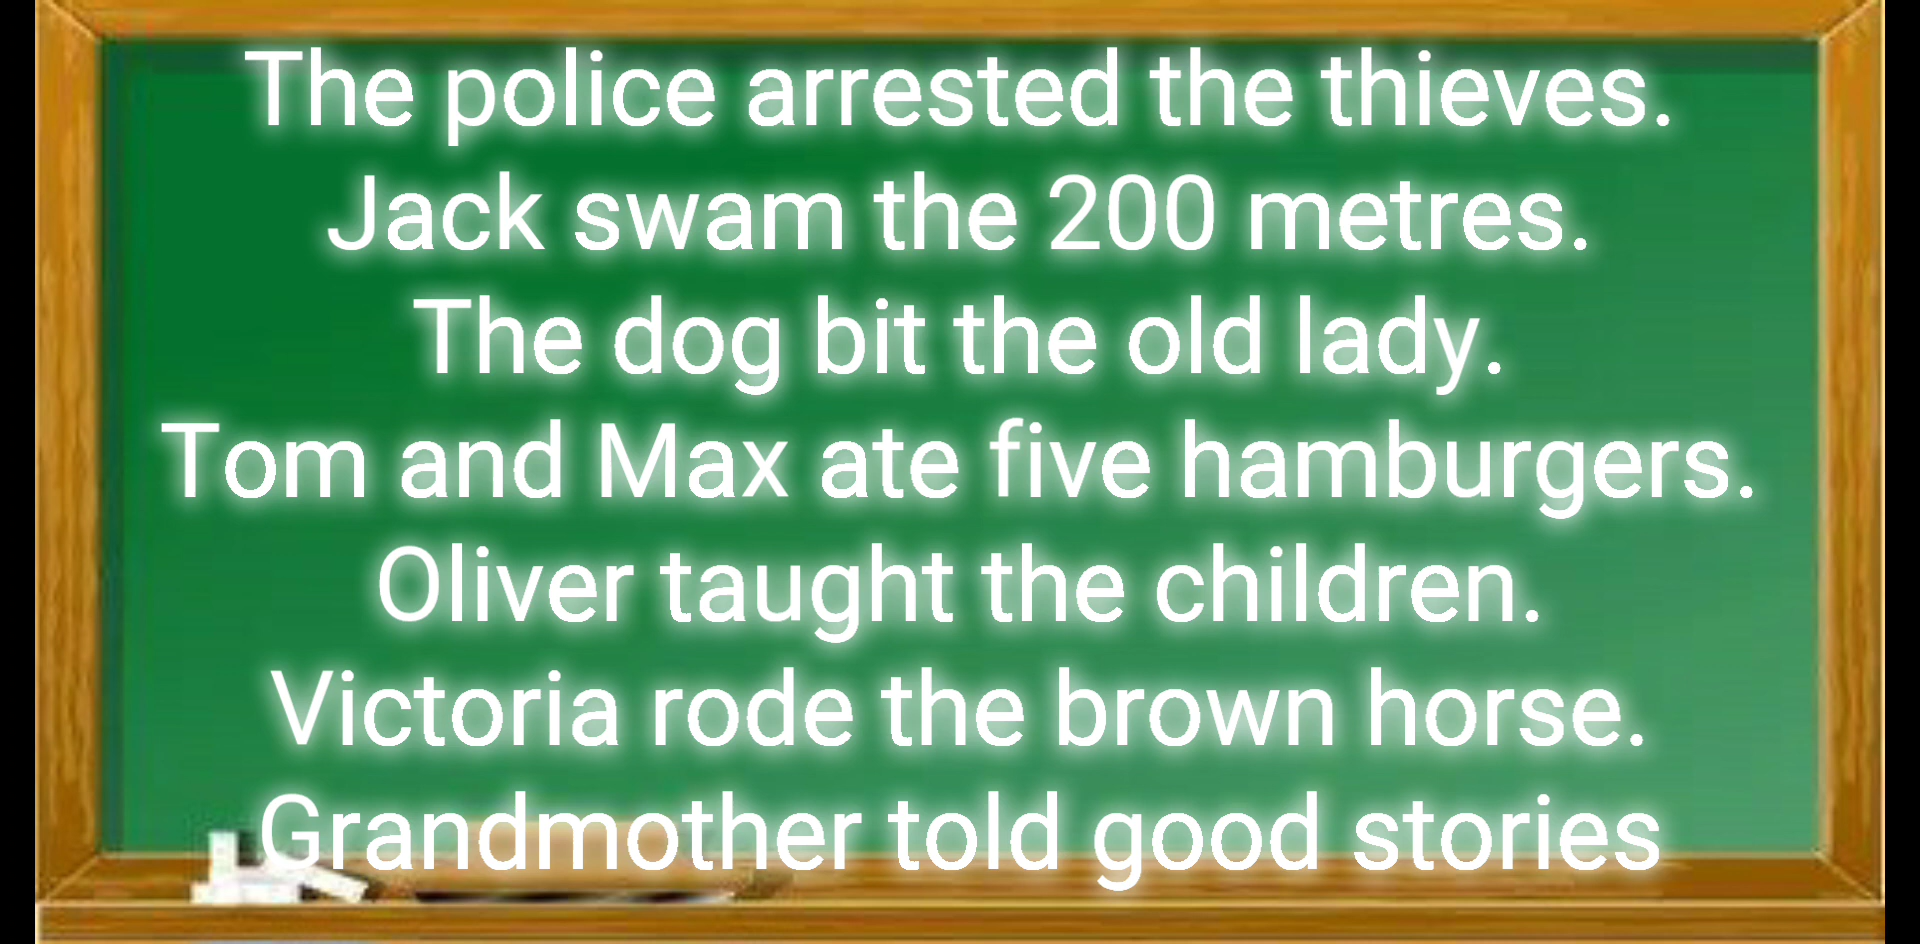 The police arrested the thieves.
Jack swam the 200 metres.
The dog bit the old lady.
Tom and Max ate five hamburgers.
Oliver taught the children.
Victoria rode the brown horse.
Grandmother told good stories